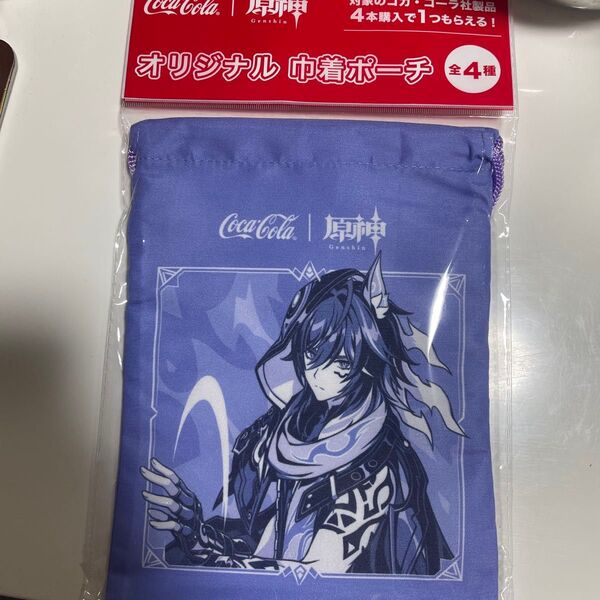 Coca-Cola | 原神
Genshin
対象のコカ・コーラ社製品
4本購入で1つもらえる!
オリジナル 巾着ポーチ 全4種
Coca-Cola® | 原神
Genshin